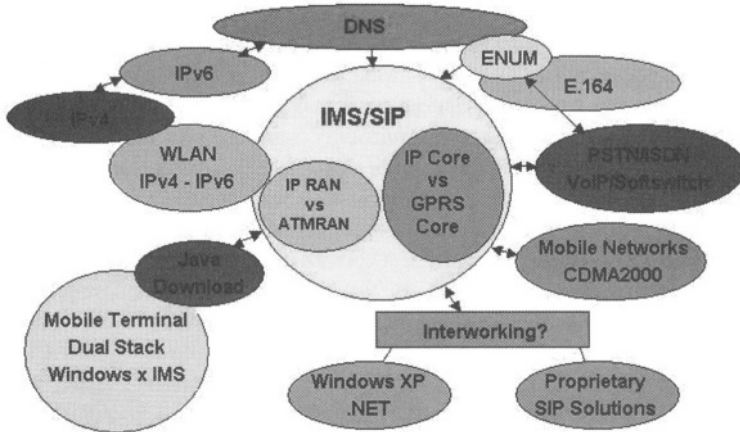 DNS
ENUM
E.164
IPv6
IPv4
IMS/SIP
WLAN
IPv4 - IPv6
IP RAN
vs
ATMRAN
IP Core
vs
GPRS
Core
PSTN/ISDN
VoIP/Softswitch
Java
Download
Mobile Networks
CDMA2000
Mobile Terminal
Dual Stack
Windows x IMS
Interworking?
Windows XP
.NET
Proprietary
SIP Solutions